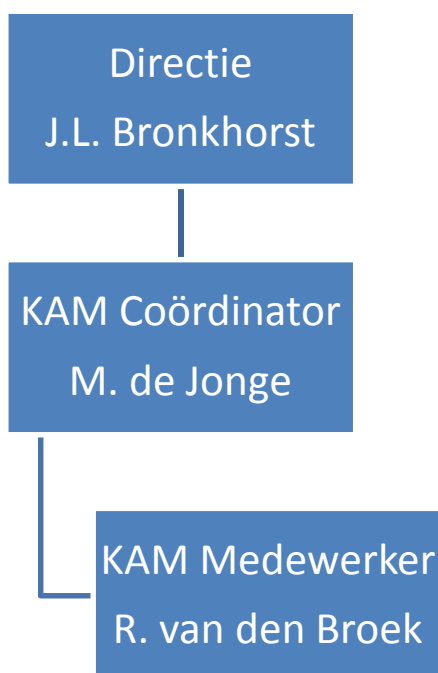 Directie
J.L. Bronkhorst
KAM Coördinator
M. de Jonge
KAM Medewerker
R. van den Broek